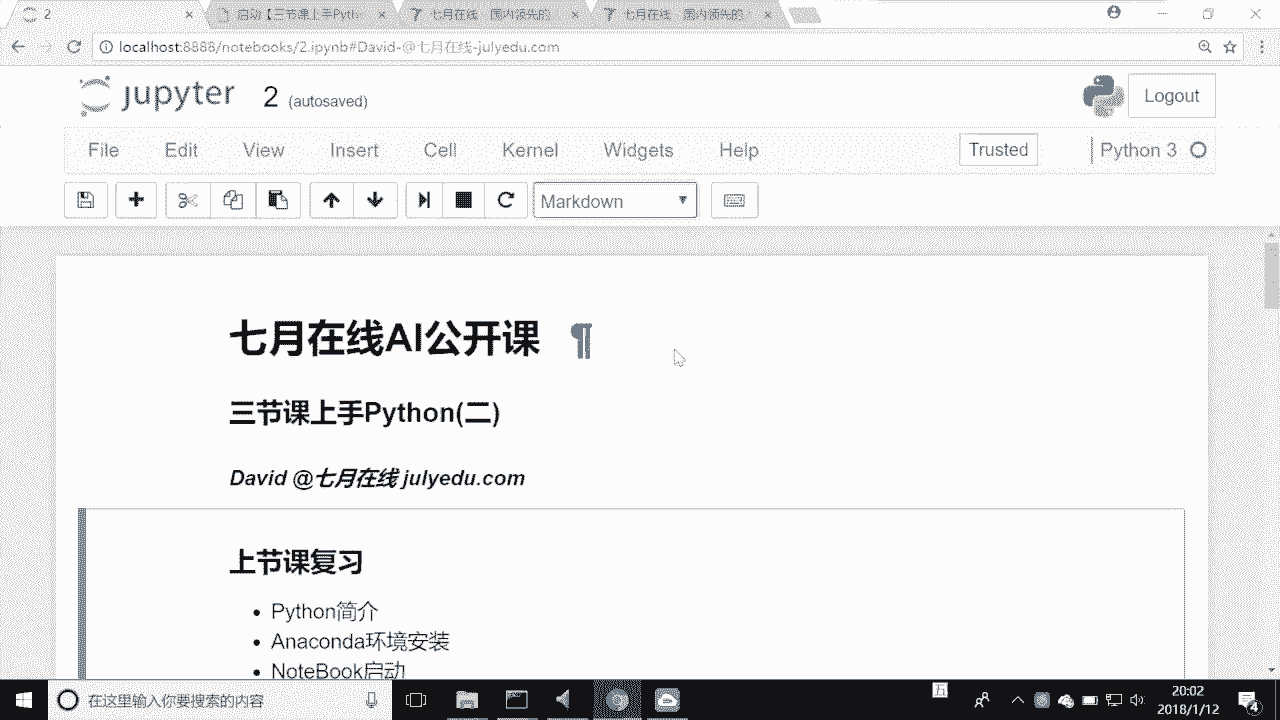 2
启动【三节课上手Pyth
七月在线 - 国内领先的
七月在线 - 国内领先的
localhost:8888/notebooks/2.ipynb#David-@七月在线-julyedu.com
jupyter 2 (autosaved)
Logout
File Edit View Insert Cell Kernel Widgets Help
Trusted
Python 3
Markdown
七月在线AI公开课 ¶
三节课上手Python(二)
David @七月在线 julyedu.com
上节课复习
• Python简介
• Anaconda环境安装
• NoteBook启动
在这里输入你要搜索的内容
五
20:02
2018/1/12
4